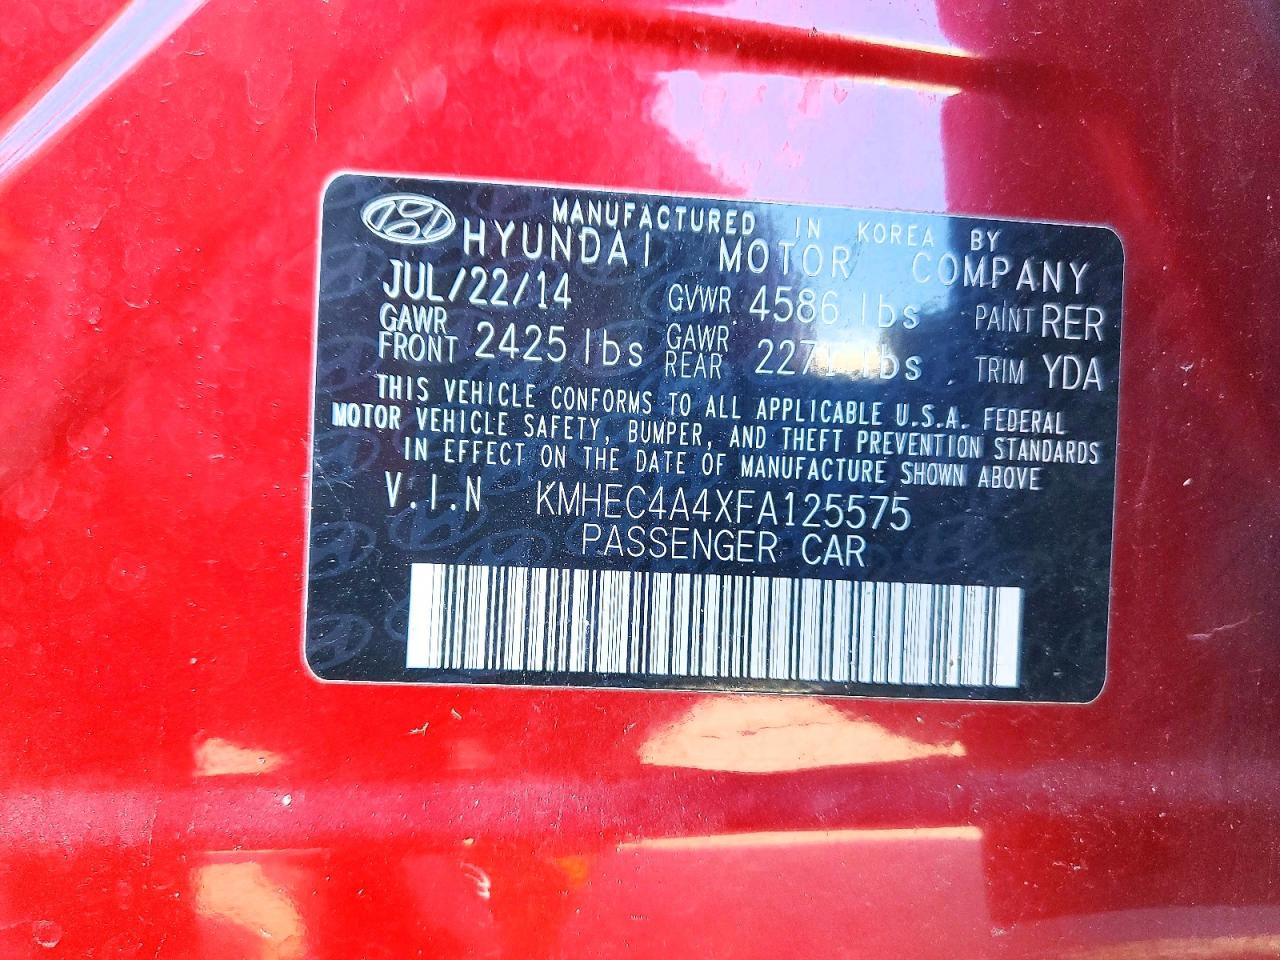 MANUFACTURED IN KOREA BY
HYUNDAI MOTOR COMPANY
JUL/22/14 GVWR 4586 lbs PAINT RER
GAWR FRONT 2425 lbs GAWR REAR 2271 lbs TRIM YDA
THIS VEHICLE CONFORMS TO ALL APPLICABLE U.S.A. FEDERAL
MOTOR VEHICLE SAFETY, BUMPER, AND THEFT PREVENTION STANDARDS
IN EFFECT ON THE DATE OF MANUFACTURE SHOWN ABOVE
V.I.N KMHEC4A4XFA125575
PASSENGER CAR